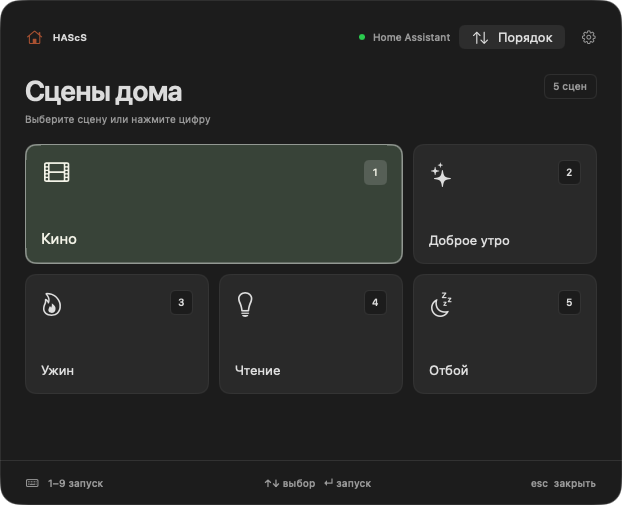 HAScS
Home Assistant
Порядок
Сцены дома
5 сцен
Выберите сцену или нажмите цифру
1
Кино
2
Доброе утро
3
Ужин
4
Чтение
zzz
5
Отбой
1–9 запуск
↑↓ выбор
↵ запуск
esc закрыть